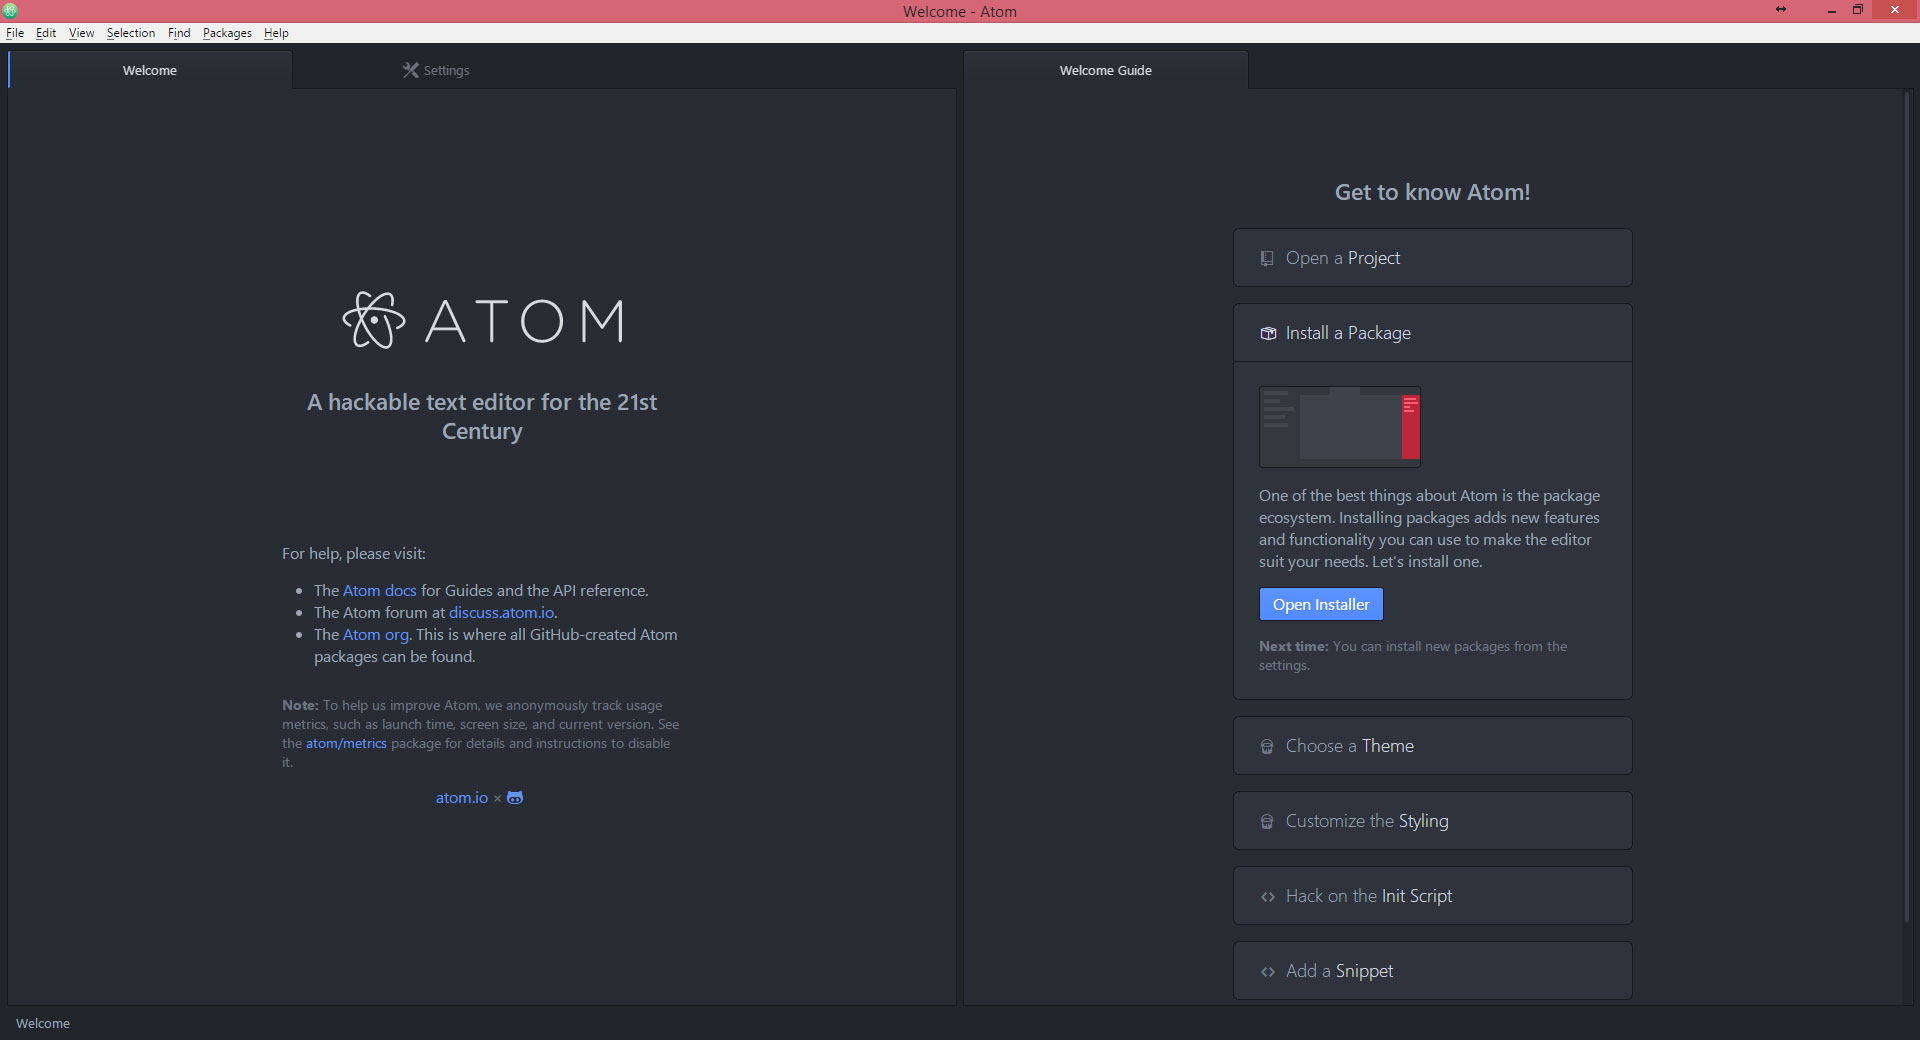 Welcome - Atom
File Edit View Selection Find Packages Help
Welcome
Settings
Welcome Guide
ATOM
A hackable text editor for the 21st
Century
For help, please visit:
The Atom docs for Guides and the API reference.
The Atom forum at discuss.atom.io.
The Atom org. This is where all GitHub-created Atom
packages can be found.
Note: To help us improve Atom, we anonymously track usage
metrics, such as launch time, screen size, and current version. See
the atom/metrics package for details and instructions to disable
it.
atom.io ×
Get to know Atom!
Open a Project
Install a Package
One of the best things about Atom is the package
ecosystem. Installing packages adds new features
and functionality you can use to make the editor
suit your needs. Let's install one.
Open Installer
Next time: You can install new packages from the
settings.
Choose a Theme
Customize the Styling
Hack on the Init Script
Add a Snippet
Welcome